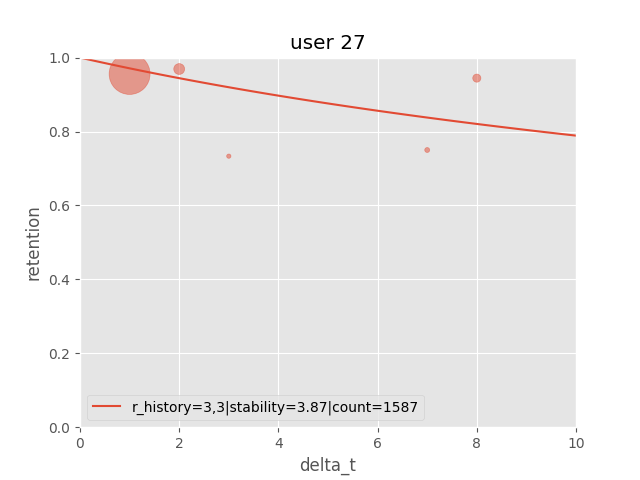 user 27
1.0
0.8
0.6
0.4
0.2
0.0
retention
r_history=3,3|stability=3.87|count=1587
0 2 4 6 8 10
delta_t